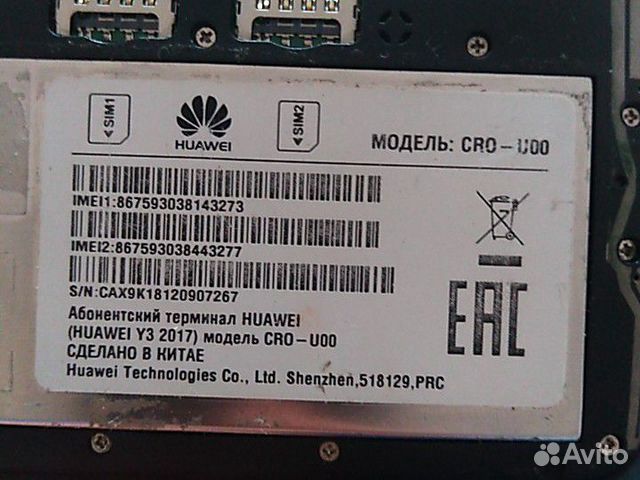 SIM1
HUAWEI
SIM2
МОДЕЛЬ: CRO-U00
IMEI1:867593038143273
IMEI2:867593038443277
S/N:CAX9K18120907267
Абонентский терминал HUAWEI
(HUAWEI Y3 2017) модель CRO-U00
СДЕЛАНО В КИТАЕ
Huawei Technologies Co., Ltd. Shenzhen,518129,PRC
EAC
Avito